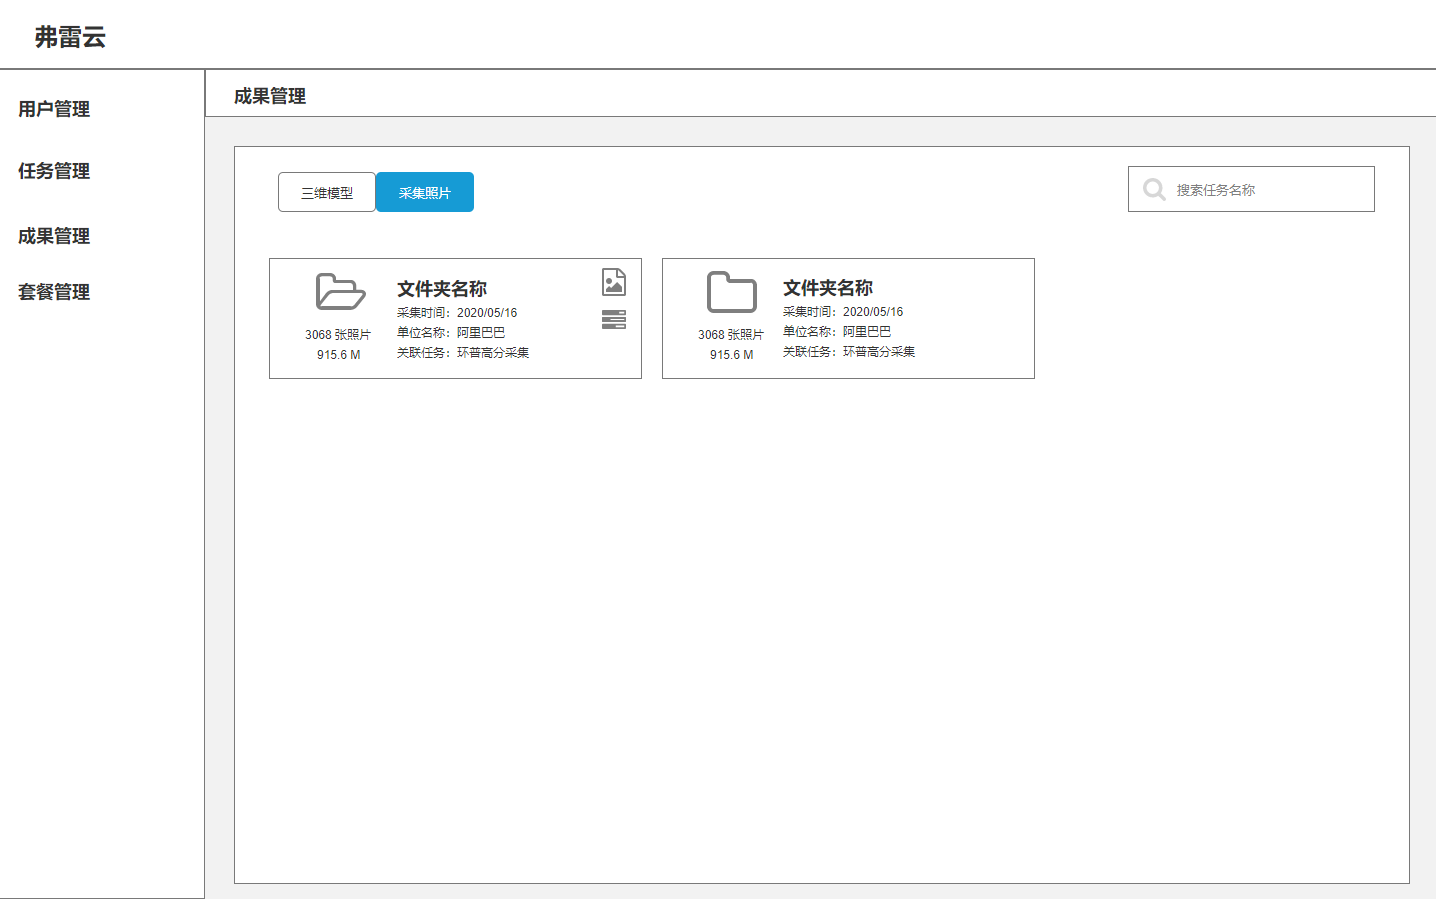 弗雷云
用户管理
任务管理
成果管理
套餐管理
成果管理
三维模型
采集照片
搜索任务名称
3068 张照片
915.6 M
文件夹名称
采集时间：2020/05/16
单位名称：阿里巴巴
关联任务：环普高分采集
3068 张照片
915.6 M
文件夹名称
采集时间：2020/05/16
单位名称：阿里巴巴
关联任务：环普高分采集